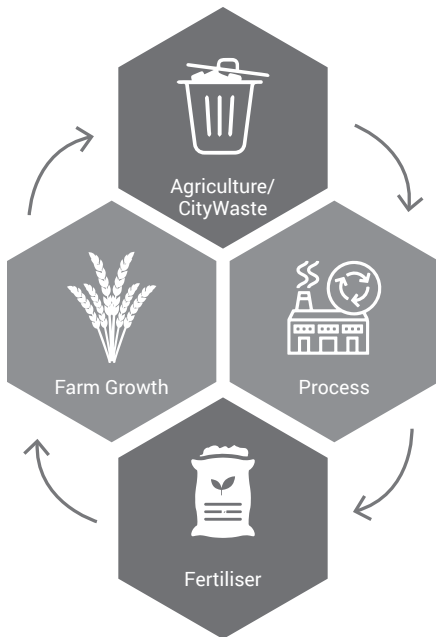 Agriculture/
CityWaste
Farm Growth
Process
Fertiliser